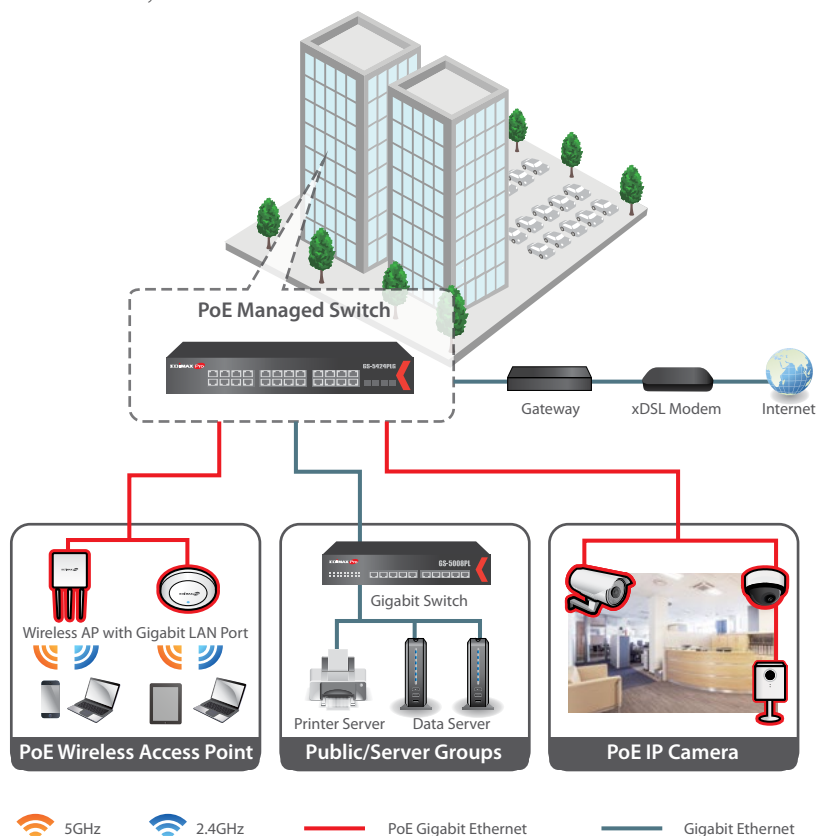 PoE Managed Switch
EDIMAX Pro
GS-5424PLG
Gateway
xDSL Modem
Internet
EDIMAX Pro
GS-5008PL
Gigabit Switch
Wireless AP with Gigabit LAN Port
Printer Server
Data Server
PoE Wireless Access Point
Public/Server Groups
PoE IP Camera
5GHz
2.4GHz
PoE Gigabit Ethernet
Gigabit Ethernet